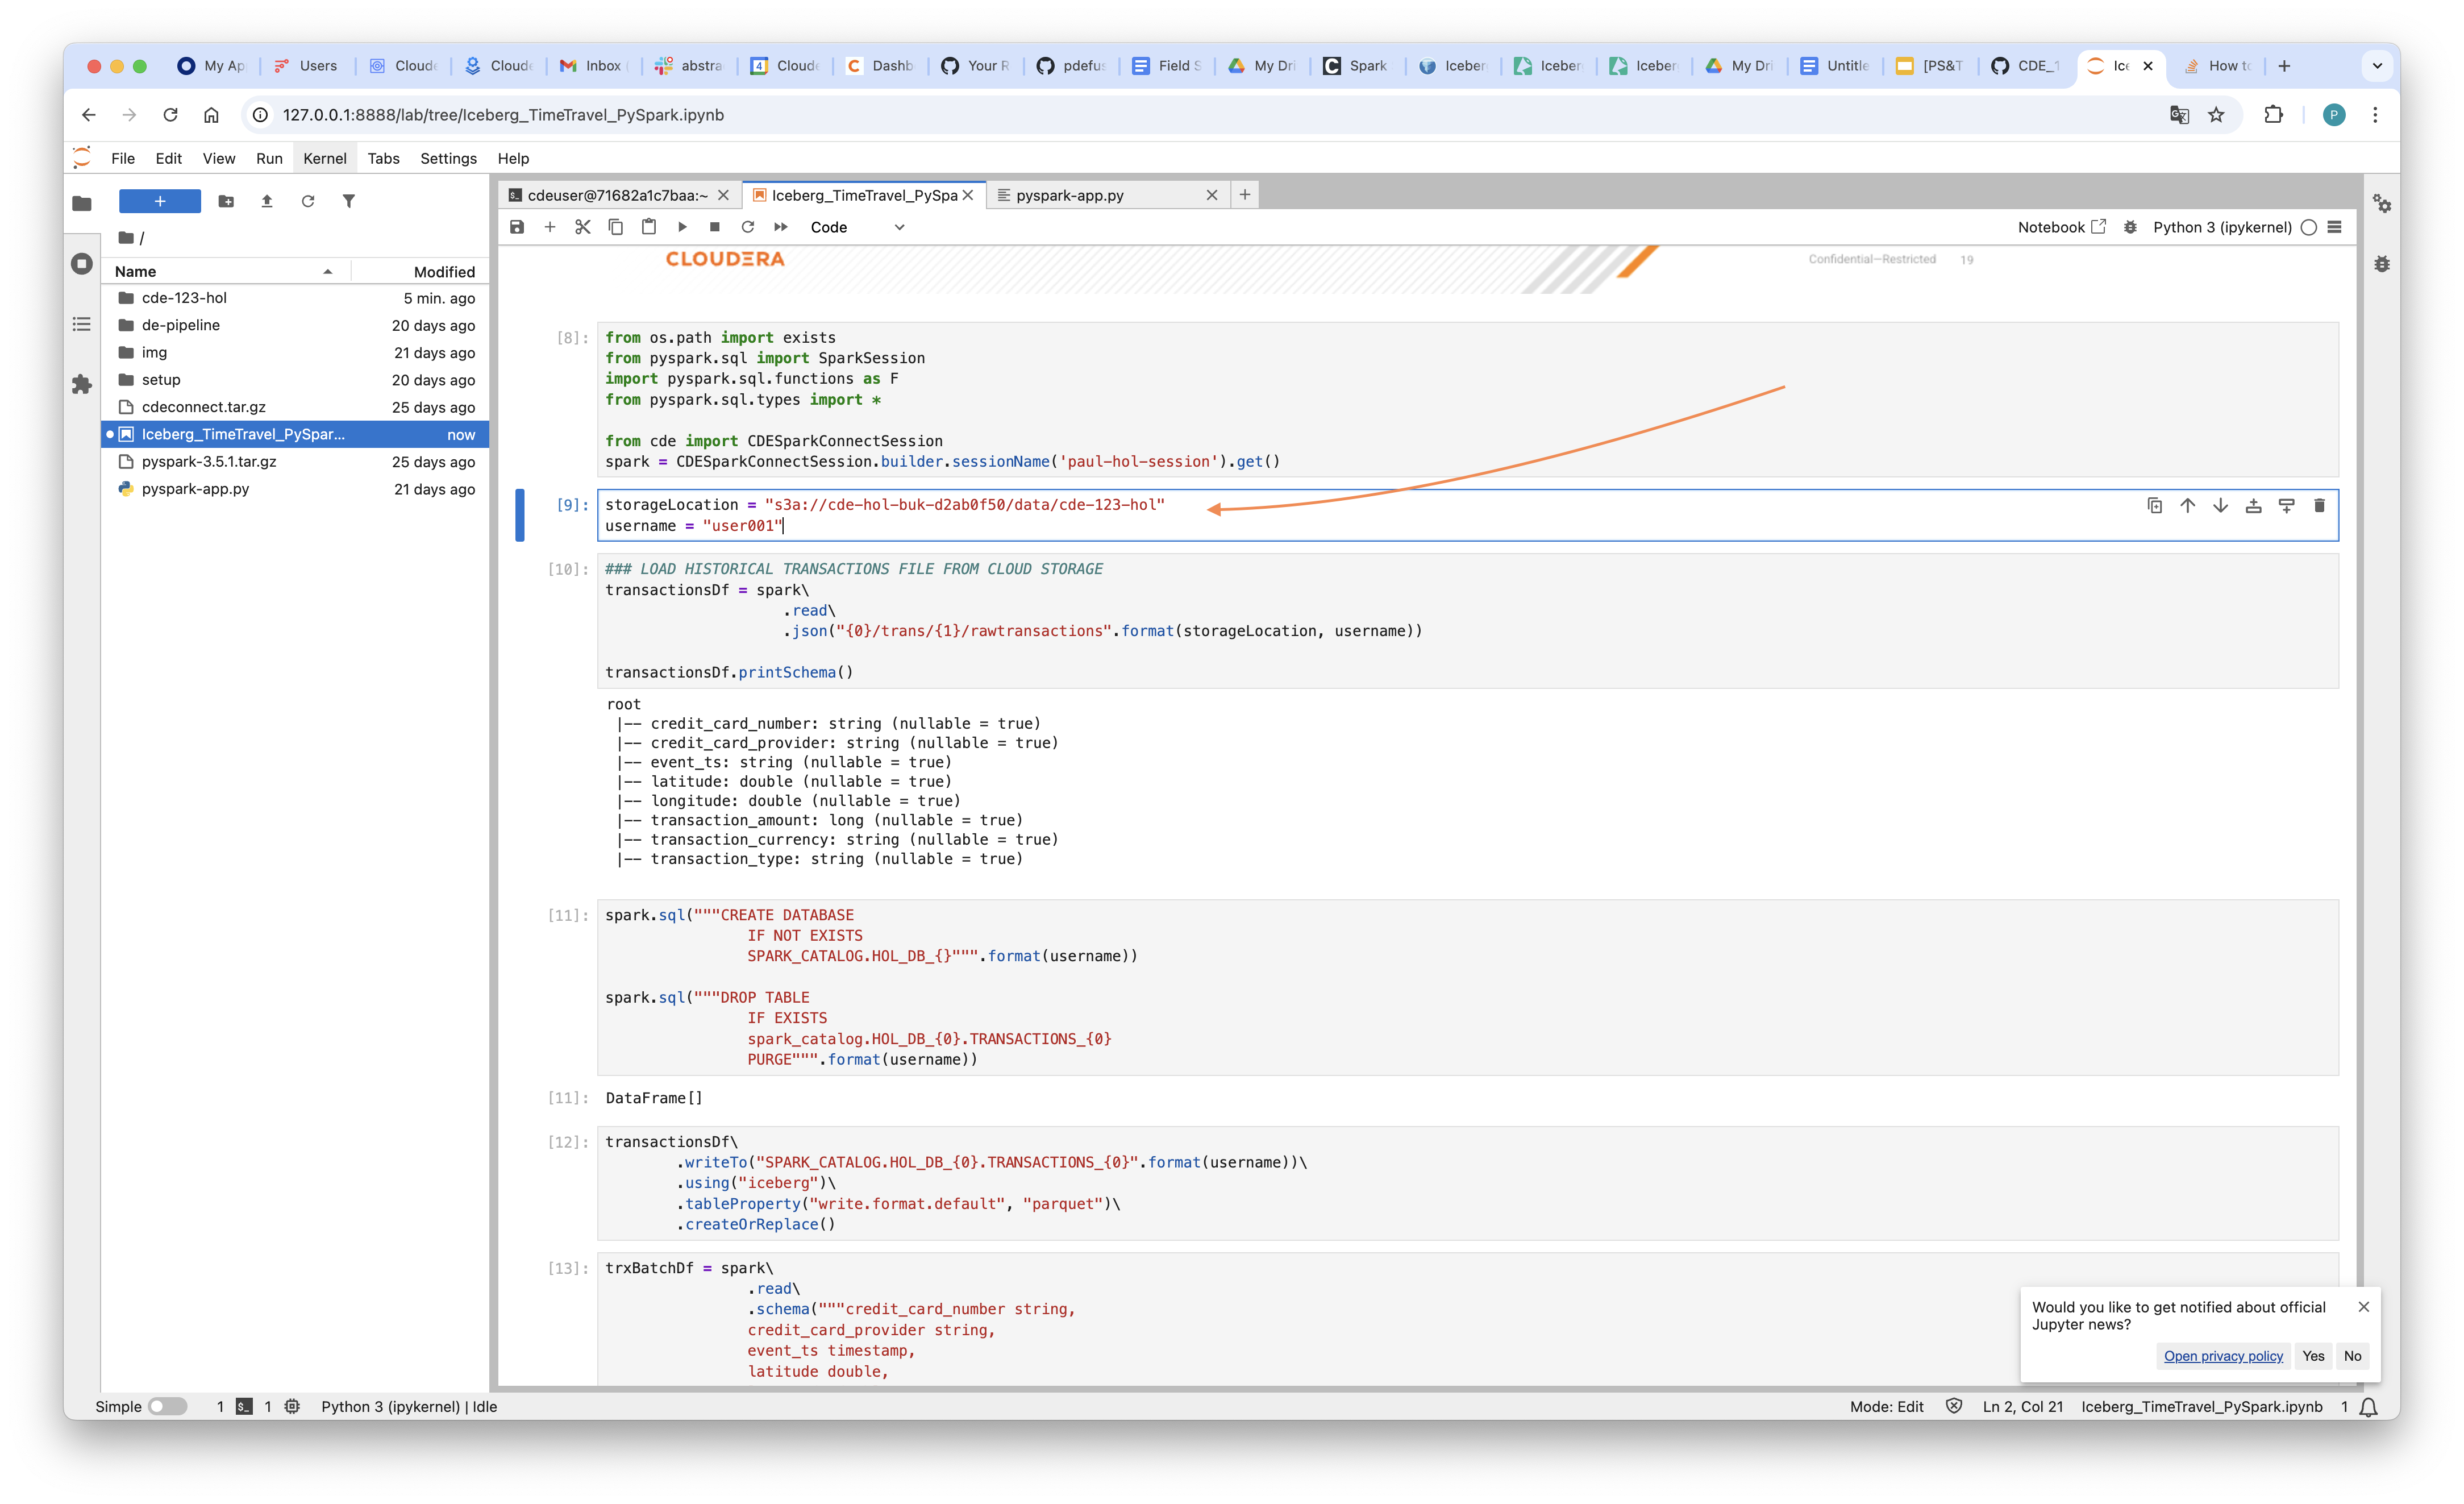 My Ap
Users
Cloude
Cloude
Inbox
abstra
4
Cloude
Dashb
Your R
pdefus
Field S
My Dri
Spark
Iceber
Iceber
Iceber
My Dri
Untitle
[PS&T
CDE_1
Ice
How to
127.0.0.1:8888/lab/tree/Iceberg_TimeTravel_PySpark.ipynb
P
File Edit View Run Kernel Tabs Settings Help
cdeuser@71682a1c7baa:~
Iceberg_TimeTravel_PySpa
pyspark-app.py
Code
Notebook
Python 3 (ipykernel)
/
Name Modified
cde-123-hol 5 min. ago
de-pipeline 20 days ago
img 21 days ago
setup 20 days ago
cdeconnect.tar.gz 25 days ago
Iceberg_TimeTravel_PySpar... now
pyspark-3.5.1.tar.gz 25 days ago
pyspark-app.py 21 days ago
CLOUDERA
Confidential—Restricted 19
[8]:
from os.path import exists
from pyspark.sql import SparkSession
import pyspark.sql.functions as F
from pyspark.sql.types import *
from cde import CDESparkConnectSession
spark = CDESparkConnectSession.builder.sessionName('paul-hol-session').get()
[9]:
storageLocation = "s3a://cde-hol-buk-d2ab0f50/data/cde-123-hol"
username = "user001"
[10]:
### LOAD HISTORICAL TRANSACTIONS FILE FROM CLOUD STORAGE
transactionsDf = spark\
.read\
.json("{0}/trans/{1}/rawtransactions".format(storageLocation, username))
transactionsDf.printSchema()
root
|-- credit_card_number: string (nullable = true)
|-- credit_card_provider: string (nullable = true)
|-- event_ts: string (nullable = true)
|-- latitude: double (nullable = true)
|-- longitude: double (nullable = true)
|-- transaction_amount: long (nullable = true)
|-- transaction_currency: string (nullable = true)
|-- transaction_type: string (nullable = true)
[11]:
spark.sql("""CREATE DATABASE
IF NOT EXISTS
SPARK_CATALOG.HOL_DB_{}""".format(username))
spark.sql("""DROP TABLE
IF EXISTS
spark_catalog.HOL_DB_{0}.TRANSACTIONS_{0}
PURGE""".format(username))
[11]: DataFrame[]
[12]:
transactionsDf\
.writeTo("SPARK_CATALOG.HOL_DB_{0}.TRANSACTIONS_{0}".format(username))\
.using("iceberg")\
.tableProperty("write.format.default", "parquet")\
.createOrReplace()
[13]:
trxBatchDf = spark\
.read\
.schema("""credit_card_number string,
credit_card_provider string,
event_ts timestamp,
latitude double,
Would you like to get notified about official
Jupyter news?
Open privacy policy Yes No
Simple 1 $_ 1 Python 3 (ipykernel) | Idle
Mode: Edit Ln 2, Col 21 Iceberg_TimeTravel_PySpark.ipynb 1